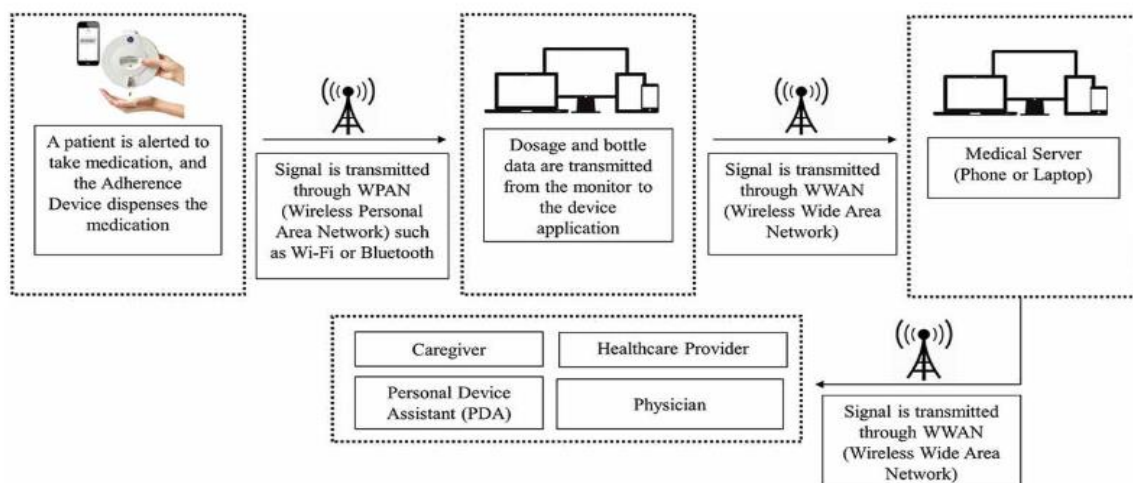 A patient is alerted to
take medication, and
the Adherence
Device dispenses the
medication
Signal is transmitted
through WPAN
(Wireless Personal
Area Network) such
as Wi-Fi or Bluetooth
Dosage and bottle
data are transmitted
from the monitor to
the device
application
Signal is transmitted
through WWAN
(Wireless Wide Area
Network)
Medical Server
(Phone or Laptop)
Caregiver
Healthcare Provider
Personal Device
Assistant (PDA)
Physician
Signal is transmitted
through WWAN
(Wireless Wide Area
Network)